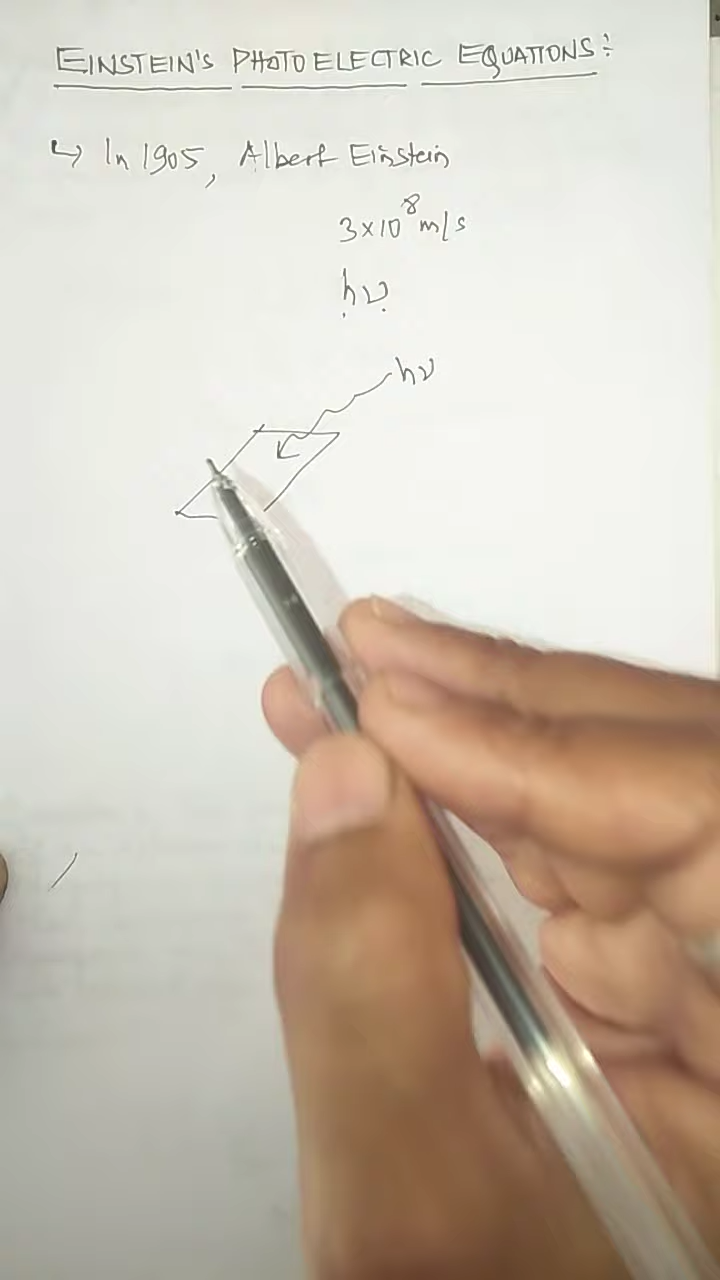 EINSTEIN'S PHOTOELECTRIC EQUATIONS:
↳ In 1905, Albert Einstein
3×10⁸ m/s
hν
hν